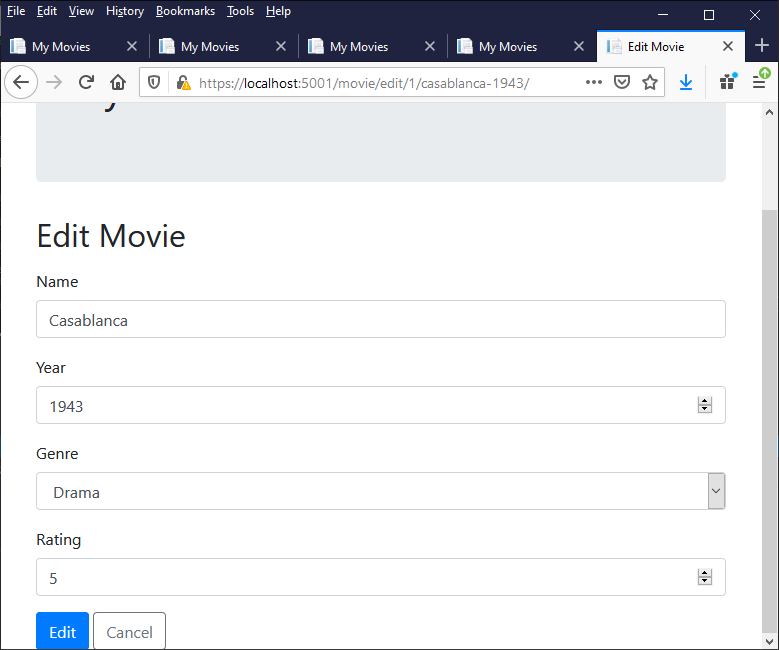 File Edit View History Bookmarks Tools Help
My Movies My Movies My Movies My Movies Edit Movie
https://localhost:5001/movie/edit/1/casablanca-1943/
Edit Movie
Name
Casablanca
Year
1943
Genre
Drama
Rating
5
Edit Cancel